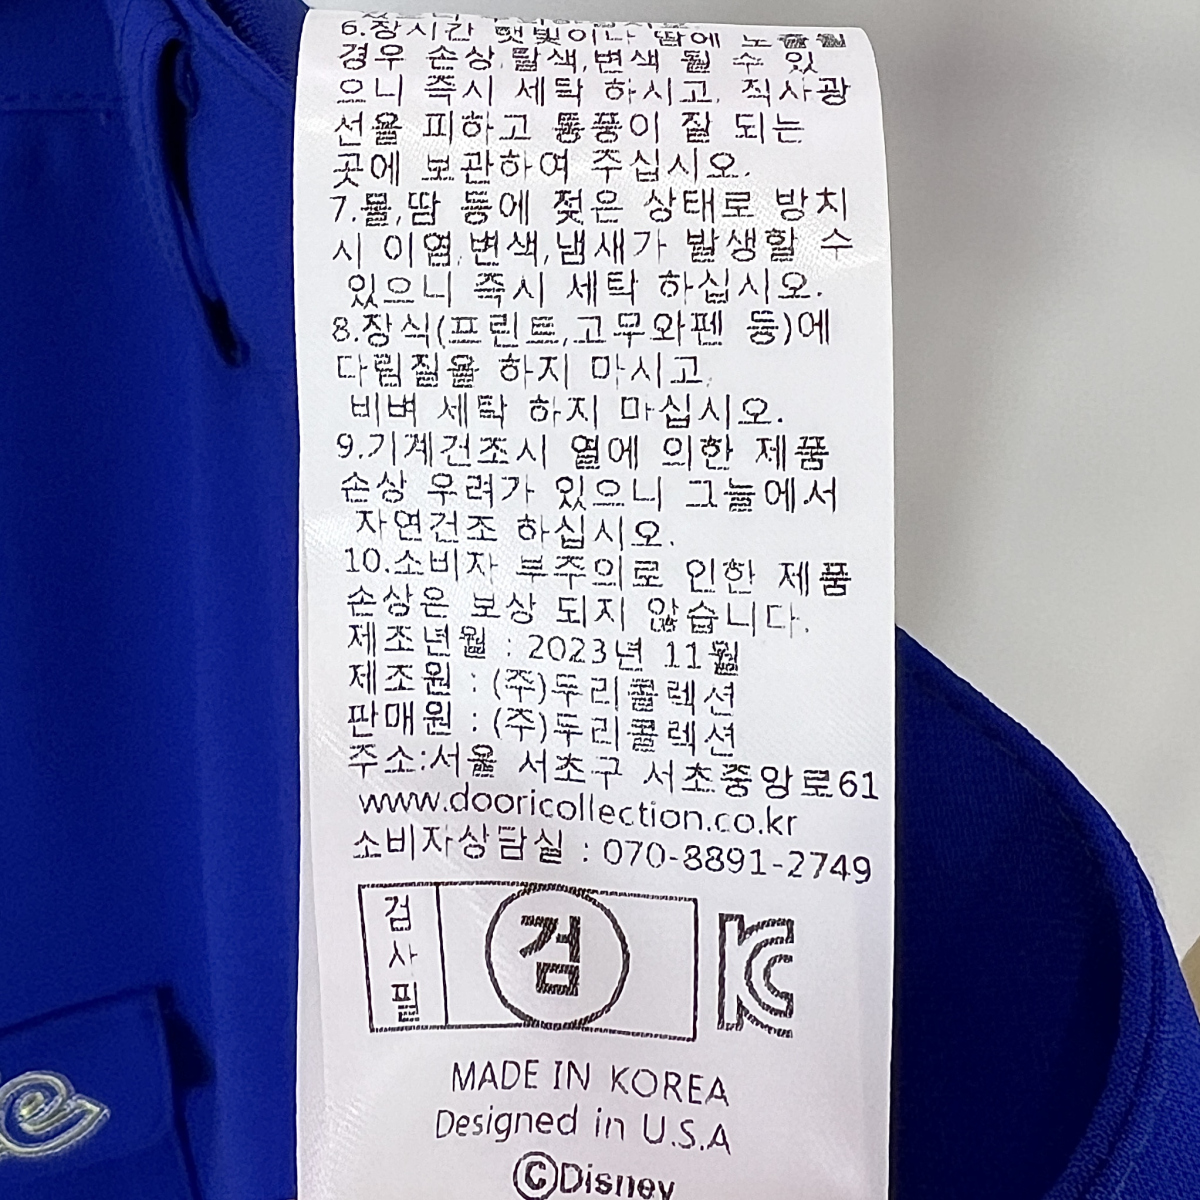 6.장시간 햇빛이나 땀에 노출될
경우 손상,탈색,변색 될 수 있
으니 즉시 세탁 하시고, 직사광
선을 피하고 통풍이 잘 되는
곳에 보관하여 주십시오.
7.물,땀 등에 젖은 상태로 방치
시 이염,변색,냄새가 발생할 수
있으니 즉시 세탁 하십시오.
8.장식(프린트,고무와펜 등)에
다림질을 하지 마시고,
비벼 세탁 하지 마십시오.
9.기계건조시 열에 의한 제품
손상 우려가 있으니 그늘에서
자연건조 하십시오.
10.소비자 부주의로 인한 제품
손상은 보상 되지 않습니다.
제조년월 : 2023년 11월
제조원 : (주)두리콜렉션
판매원 : (주)두리콜렉션
주소:서울 서초구 서초중앙로61
www.dooricollection.co.kr
소비자상담실 : 070-8891-2749
검사필
검
KC
MADE IN KOREA
Designed in U.S.A
©Disney